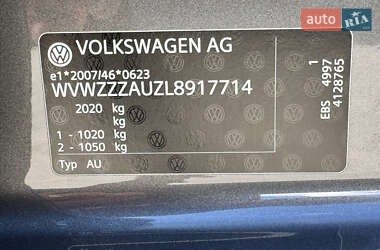 auto RIA.com
VOLKSWAGEN AG
e1*2007/46*0623
WVWZZZAUZL8917714
2020 kg
kg
1 - 1020 kg
2 - 1050 kg
Typ AU
1
EBS 4997
4128765